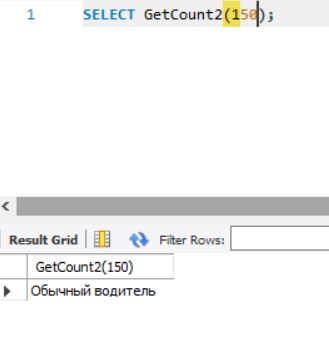 1 SELECT GetCount2(150);
Result Grid Filter Rows:
GetCount2(150)
Обычный водитель